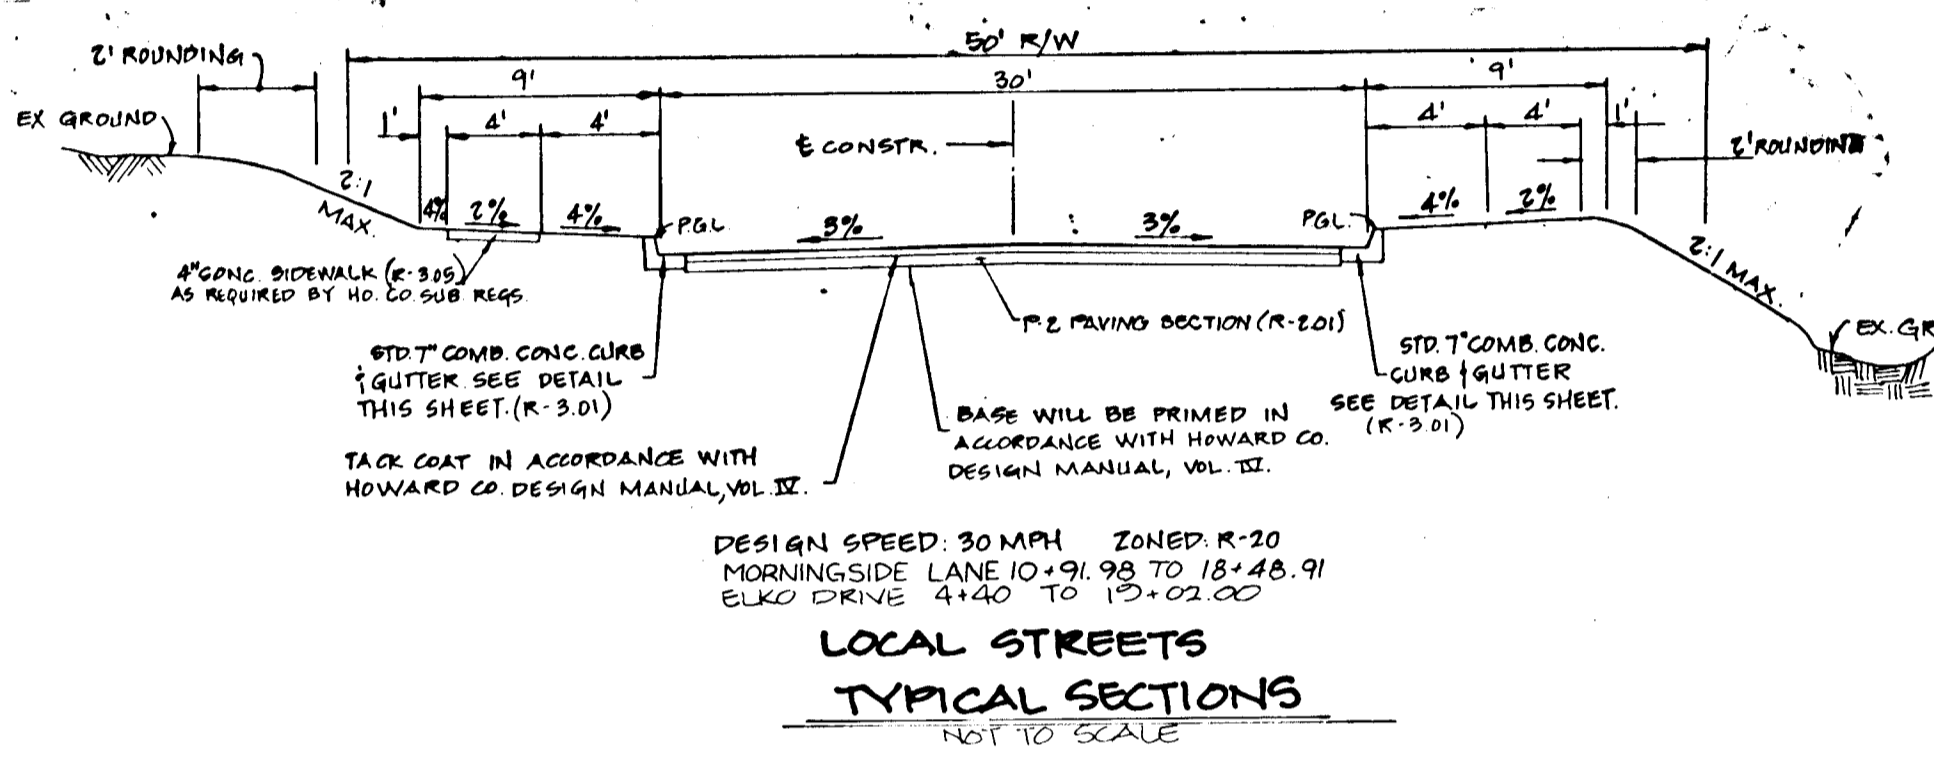 50' R/W
2' ROUNDING
9'
30'
9'
EX GROUND
1'
4'
4'
4'
4'
1'
℄ CONSTR.
2' ROUNDING
2:1
MAX.
4%
2%
4%
P.G.L.
3%
3%
PGL.
4%
2%
2:1 MAX.
4" CONC. SIDEWALK (R-3.05)
AS REQUIRED BY HO. CO. SUB. REGS.
P-2 PAVING SECTION (R-2.01)
EX. GR
STD. 7" COMB. CONC. CURB
& GUTTER. SEE DETAIL
THIS SHEET. (R-3.01)
STD. 7" COMB. CONC.
CURB & GUTTER
SEE DETAIL THIS SHEET.
(R-3.01)
BASE WILL BE PRIMED IN
ACCORDANCE WITH HOWARD CO.
DESIGN MANUAL, VOL. IV.
TACK COAT IN ACCORDANCE WITH
HOWARD CO. DESIGN MANUAL, VOL. IV.
DESIGN SPEED: 30 MPH ZONED: R-20
MORNINGSIDE LANE 10+91.98 TO 18+48.91
ELKO DRIVE 4+40 TO 19+02.00
LOCAL STREETS
TYPICAL SECTIONS
NOT TO SCALE